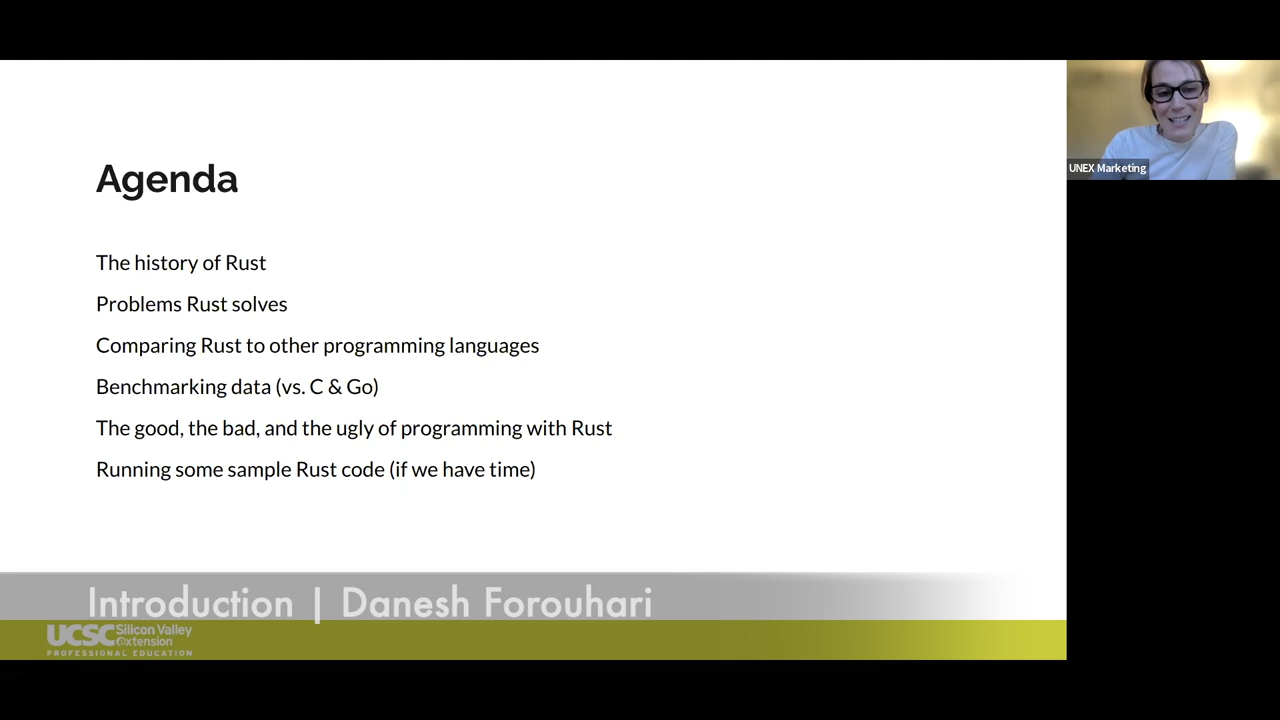 Agenda
The history of Rust
Problems Rust solves
Comparing Rust to other programming languages
Benchmarking data (vs. C & Go)
The good, the bad, and the ugly of programming with Rust
Running some sample Rust code (if we have time)
Introduction | Danesh Forouhari
UCSC Silicon Valley
extension
PROFESSIONAL EDUCATION
UNEX Marketing